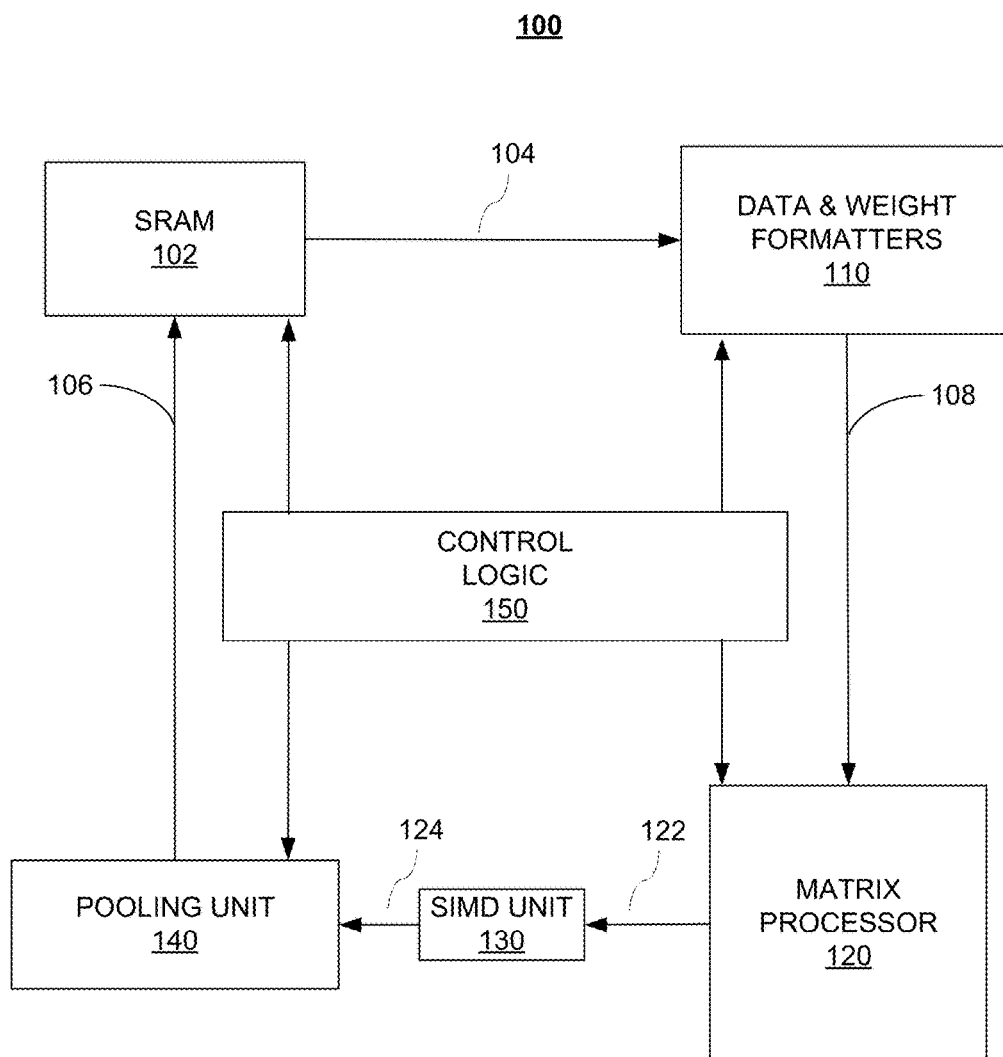 100
104
SRAM
102
DATA & WEIGHT
FORMATTERS
110
106
108
CONTROL
LOGIC
150
124
122
POOLING UNIT
140
SIMD UNIT
130
MATRIX
PROCESSOR
120